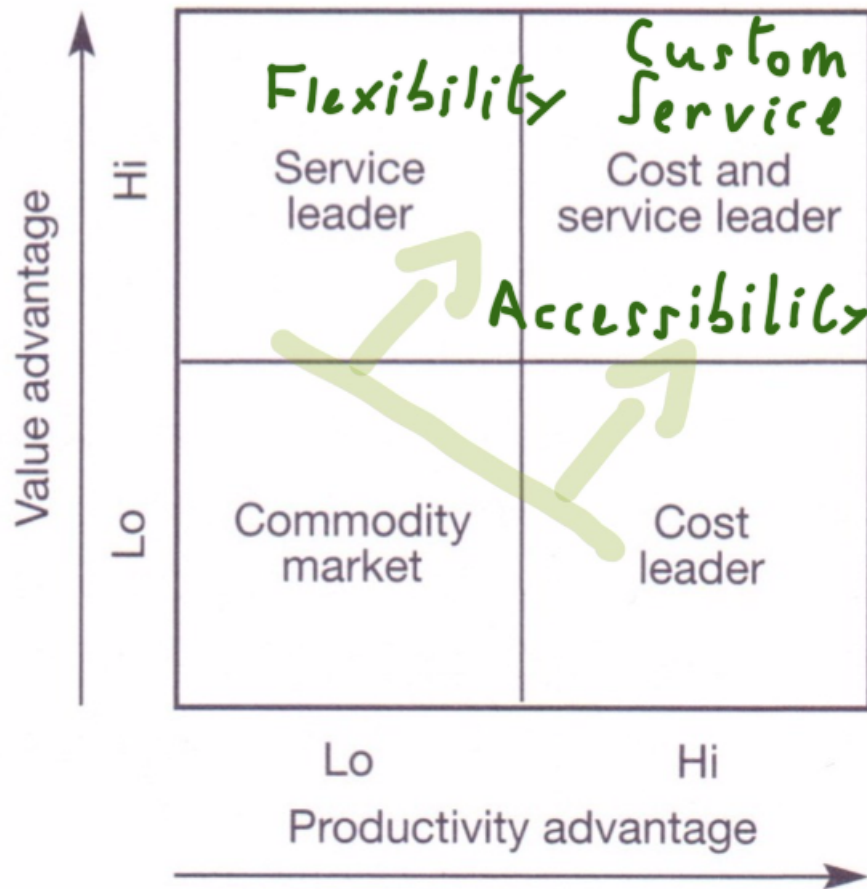 Flexibility
Custom
Service
Service
leader
Cost and
service leader
Accessibility
Commodity
market
Cost
leader
Value advantage
Hi
Lo
Lo
Hi
Productivity advantage